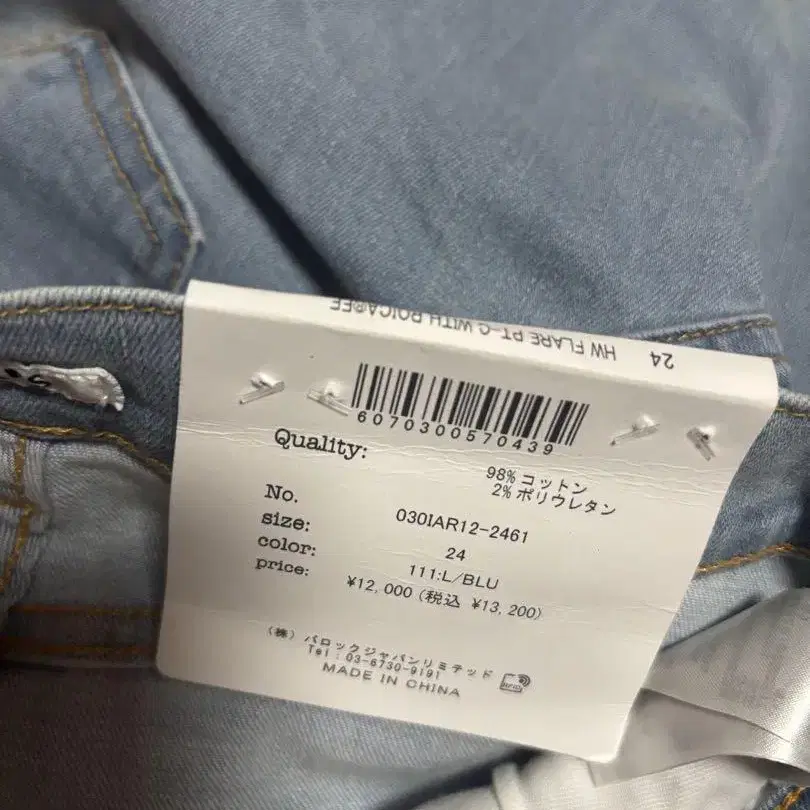 24 HW FLARE PT-C WITH ROICA®EF
6070300570439
Quality:
98% コットン
2% ポリウレタン
No. 030IAR12-2461
size: 24
color: 111:L/BLU
price: ¥12,000 (税込 ¥13,200)
(株) バロックジャパンリミテッド
Tel : 03-6730-9191
MADE IN CHINA
RFID